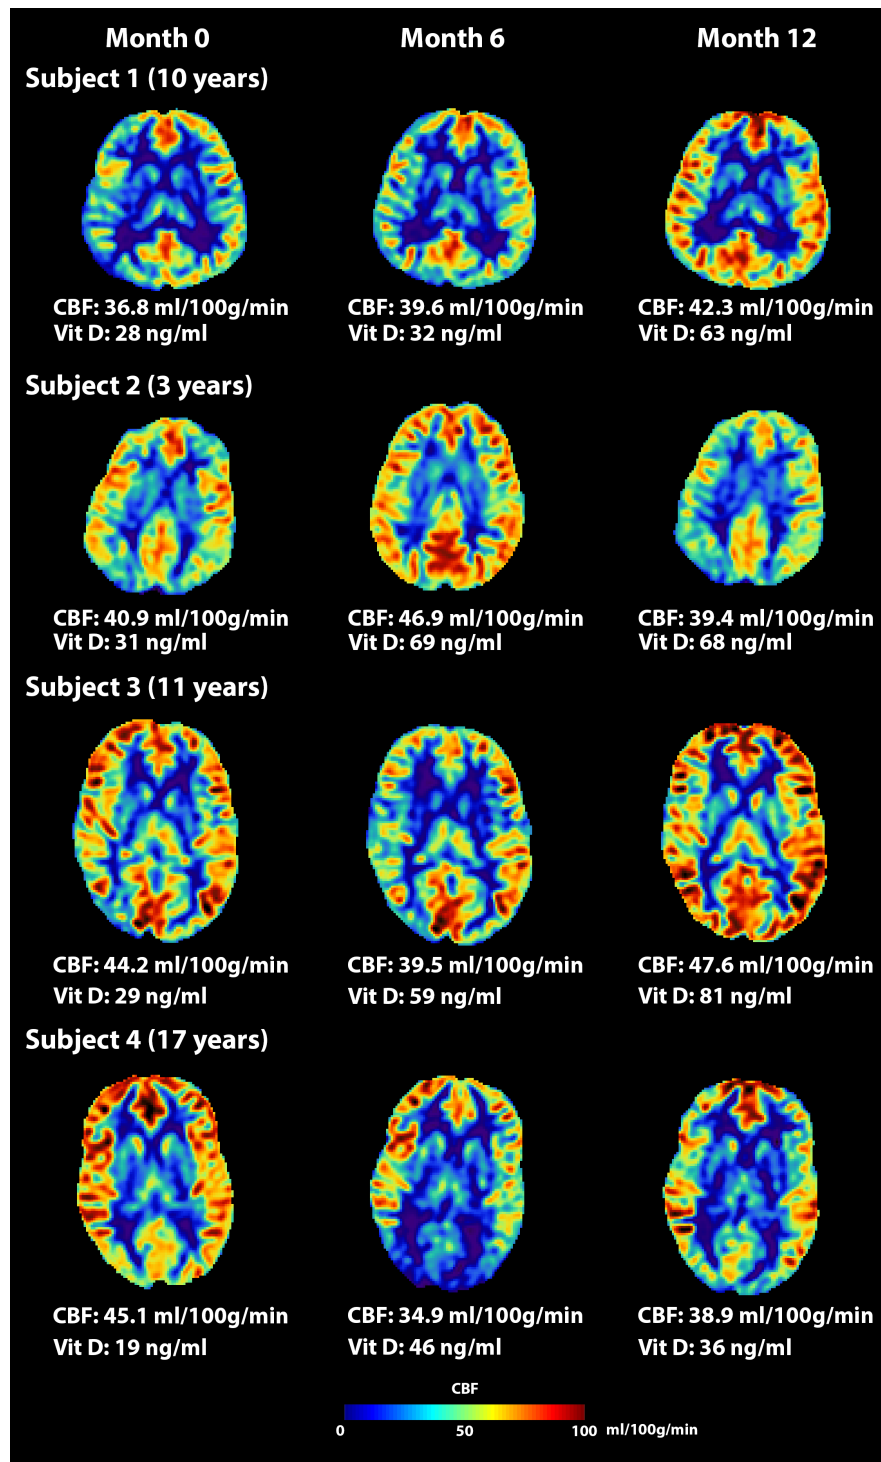 Month 0 Month 6 Month 12
Subject 1 (10 years)
CBF: 36.8 ml/100g/min CBF: 39.6 ml/100g/min CBF: 42.3 ml/100g/min
Vit D: 28 ng/ml Vit D: 32 ng/ml Vit D: 63 ng/ml
Subject 2 (3 years)
CBF: 40.9 ml/100g/min CBF: 46.9 ml/100g/min CBF: 39.4 ml/100g/min
Vit D: 31 ng/ml Vit D: 69 ng/ml Vit D: 68 ng/ml
Subject 3 (11 years)
CBF: 44.2 ml/100g/min CBF: 39.5 ml/100g/min CBF: 47.6 ml/100g/min
Vit D: 29 ng/ml Vit D: 59 ng/ml Vit D: 81 ng/ml
Subject 4 (17 years)
CBF: 45.1 ml/100g/min CBF: 34.9 ml/100g/min CBF: 38.9 ml/100g/min
Vit D: 19 ng/ml Vit D: 46 ng/ml Vit D: 36 ng/ml
CBF
0 50 100 ml/100g/min